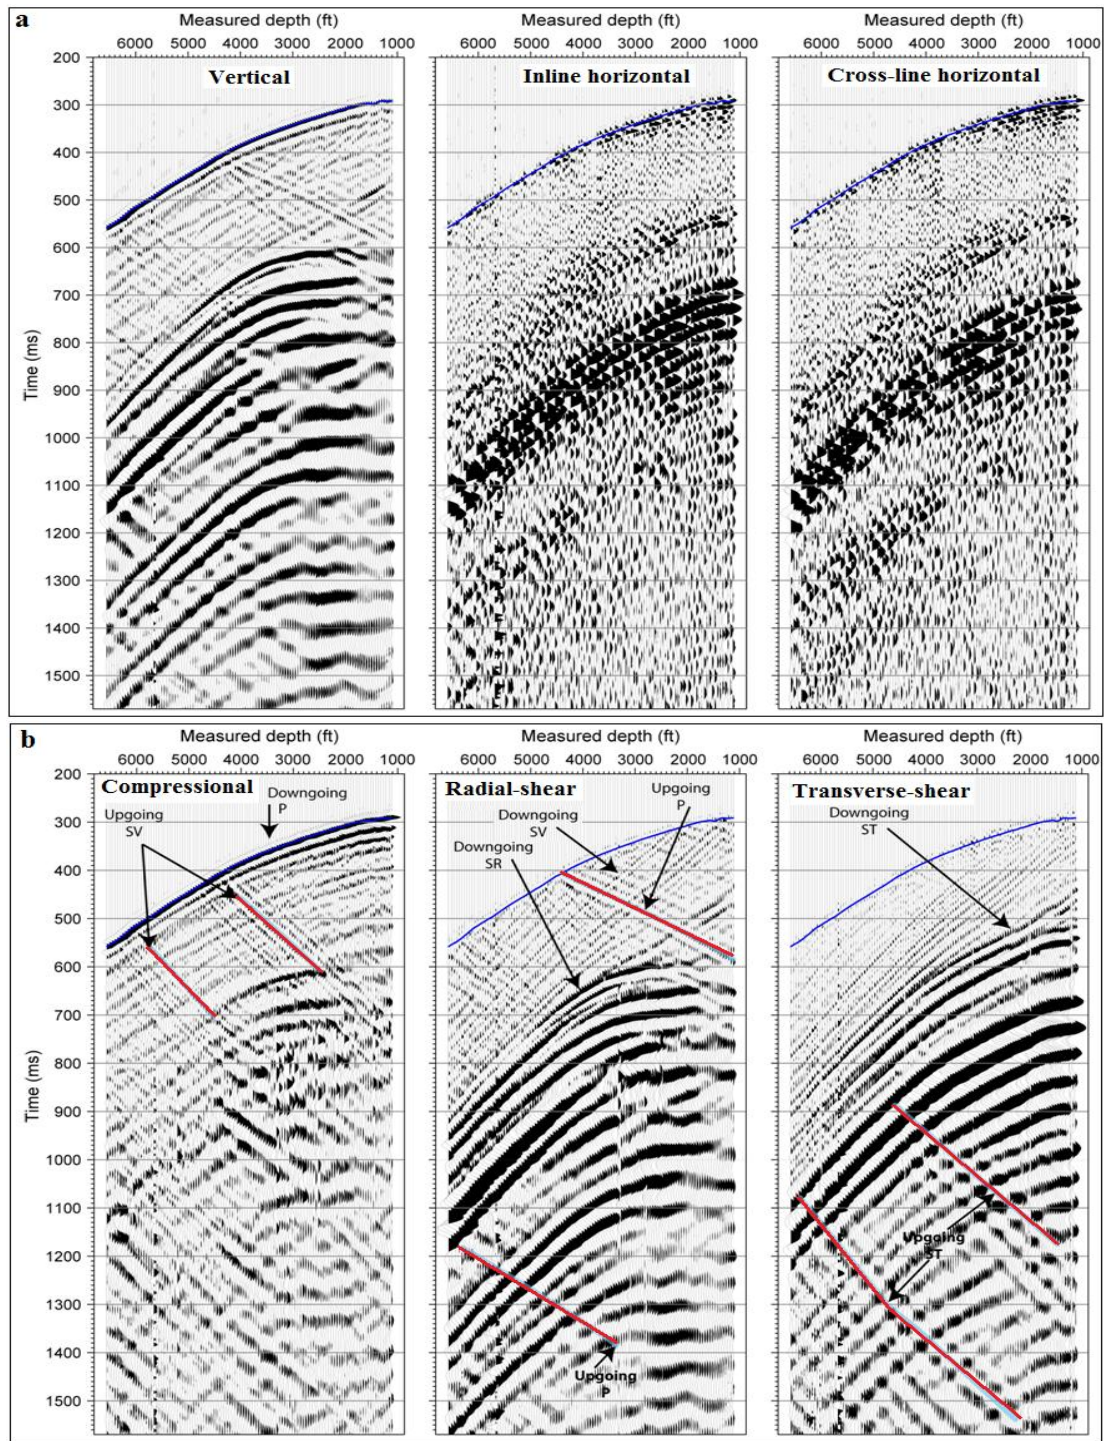 a
Measured depth (ft) Measured depth (ft) Measured depth (ft)
6000 5000 4000 3000 2000 1000 6000 5000 4000 3000 2000 1000 6000 5000 4000 3000 2000 1000
Vertical Inline horizontal Cross-line horizontal
Time (ms)
200
300
400
500
600
700
800
900
1000
1100
1200
1300
1400
1500
b
Measured depth (ft) Measured depth (ft) Measured depth (ft)
6000 5000 4000 3000 2000 1000 6000 5000 4000 3000 2000 1000 6000 5000 4000 3000 2000 1000
Compressional Radial-shear Transverse-shear
Time (ms)
200
300
400
500
600
700
800
900
1000
1100
1200
1300
1400
1500
Upgoing
SV
Downgoing
P
Downgoing
SR
Downgoing
SV
Upgoing
P
Upgoing
P
Downgoing
ST
Upgoing
ST